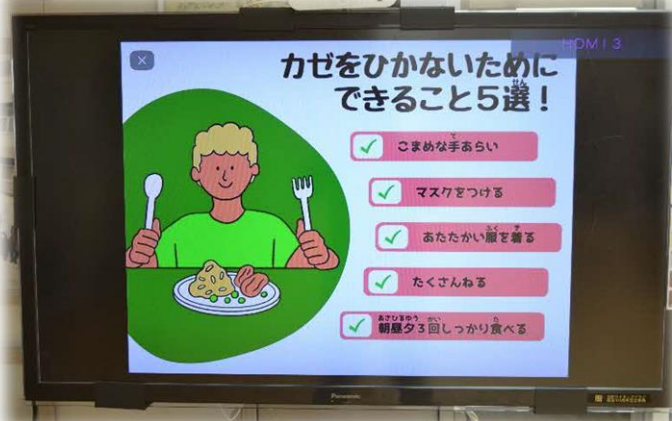 HDMI 3
カゼをひかないために
できること5選!
こまめな手あらい
マスクをつける
あたたかい服を着る
たくさんねる
朝昼夕3回しっかり食べる
Panasonic